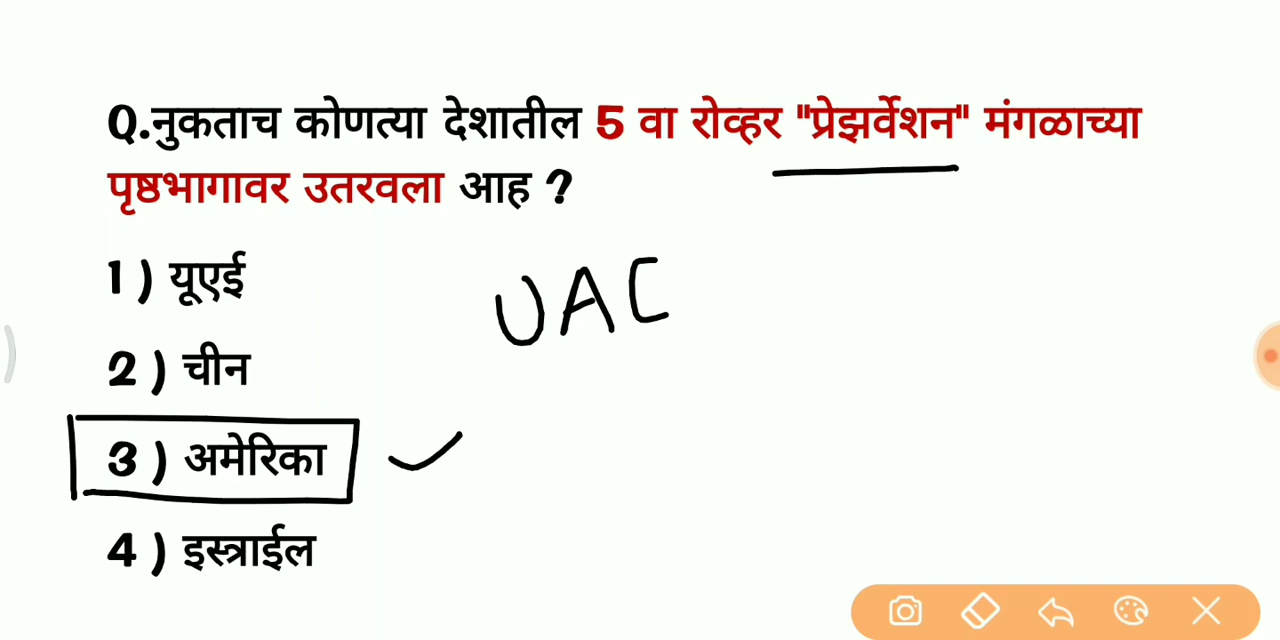 Q.नुकताच कोणत्या देशातील 5 वा रोव्हर "प्रेझर्वेशन" मंगळाच्या
पृष्ठभागावर उतरवला आह ?
1 ) यूएई
UAC
2 ) चीन
3 ) अमेरिका
4 ) इस्त्राईल